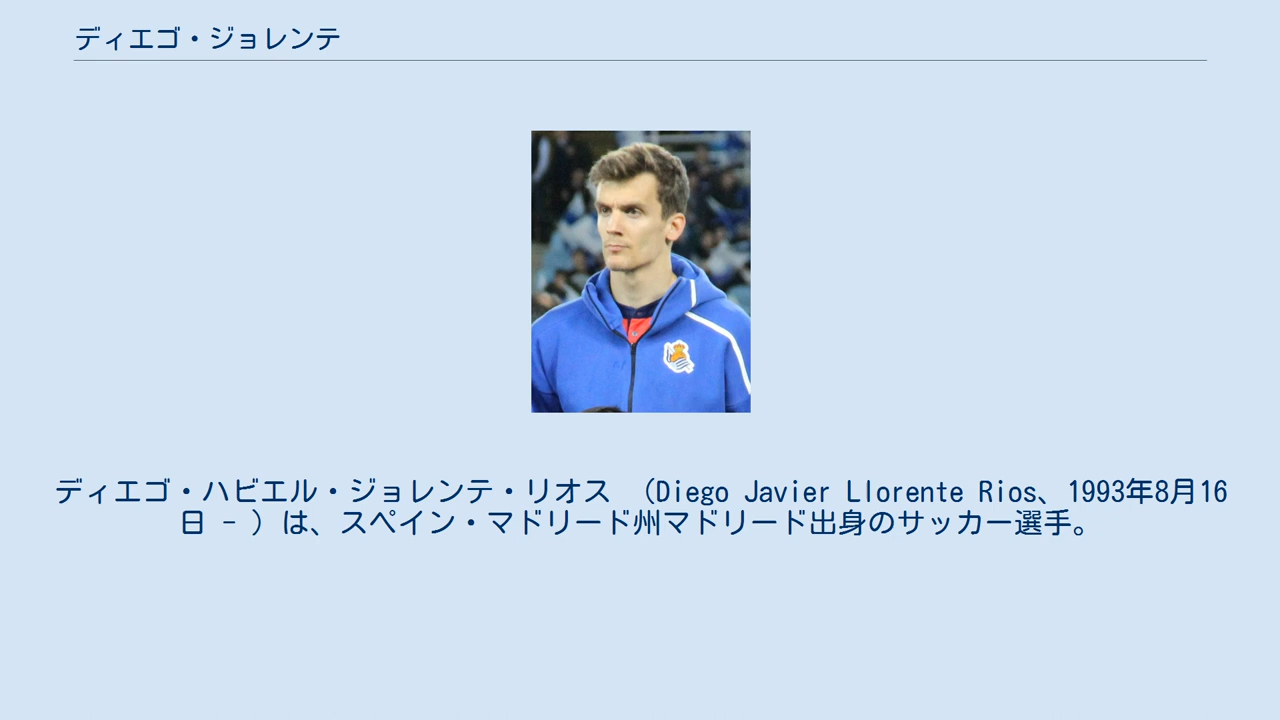 ディエゴ・ジョレンテ
ディエゴ・ハビエル・ジョレンテ・リオス （Diego Javier Llorente Rios、1993年8月16
日 - ）は、スペイン・マドリード州マドリード出身のサッカー選手。